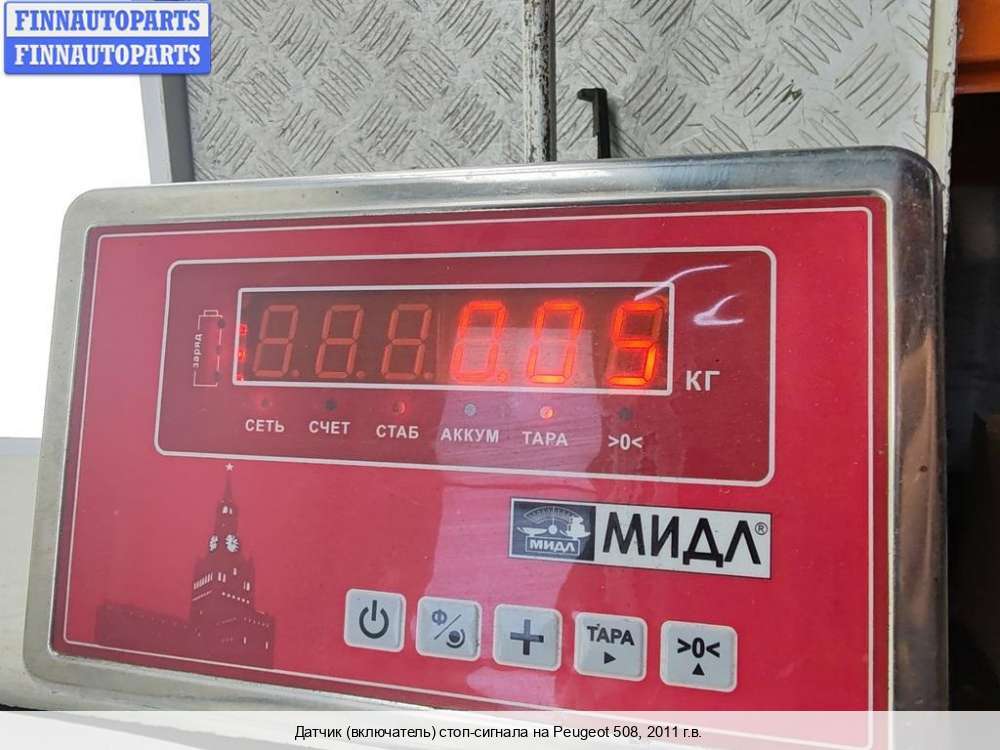 FINNAUTOPARTS
FINNAUTOPARTS
заряд
0.05
КГ
СЕТЬ СЧЕТ СТАБ АККУМ ТАРА >0<
МИДЛ
МИДЛ®
Ф
ТАРА
>0<
Датчик (включатель) стоп-сигнала на Peugeot 508, 2011 г.в.